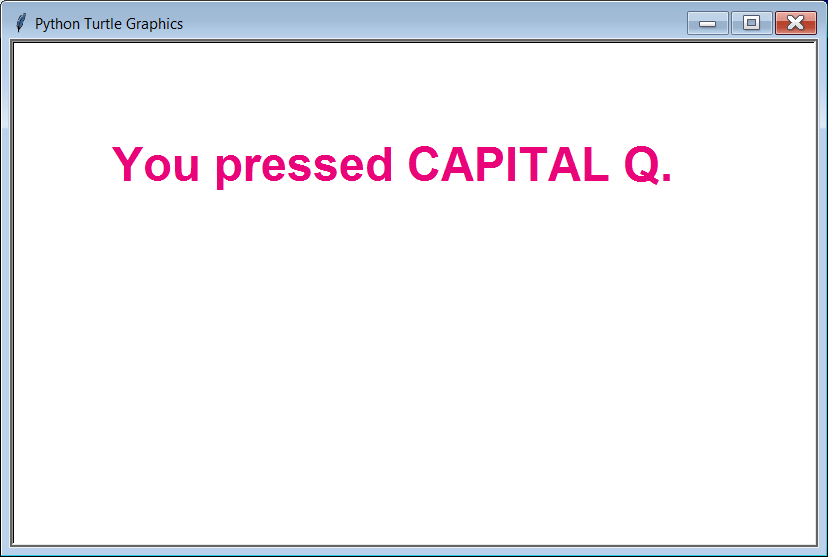 Python Turtle Graphics
You pressed CAPITAL Q.